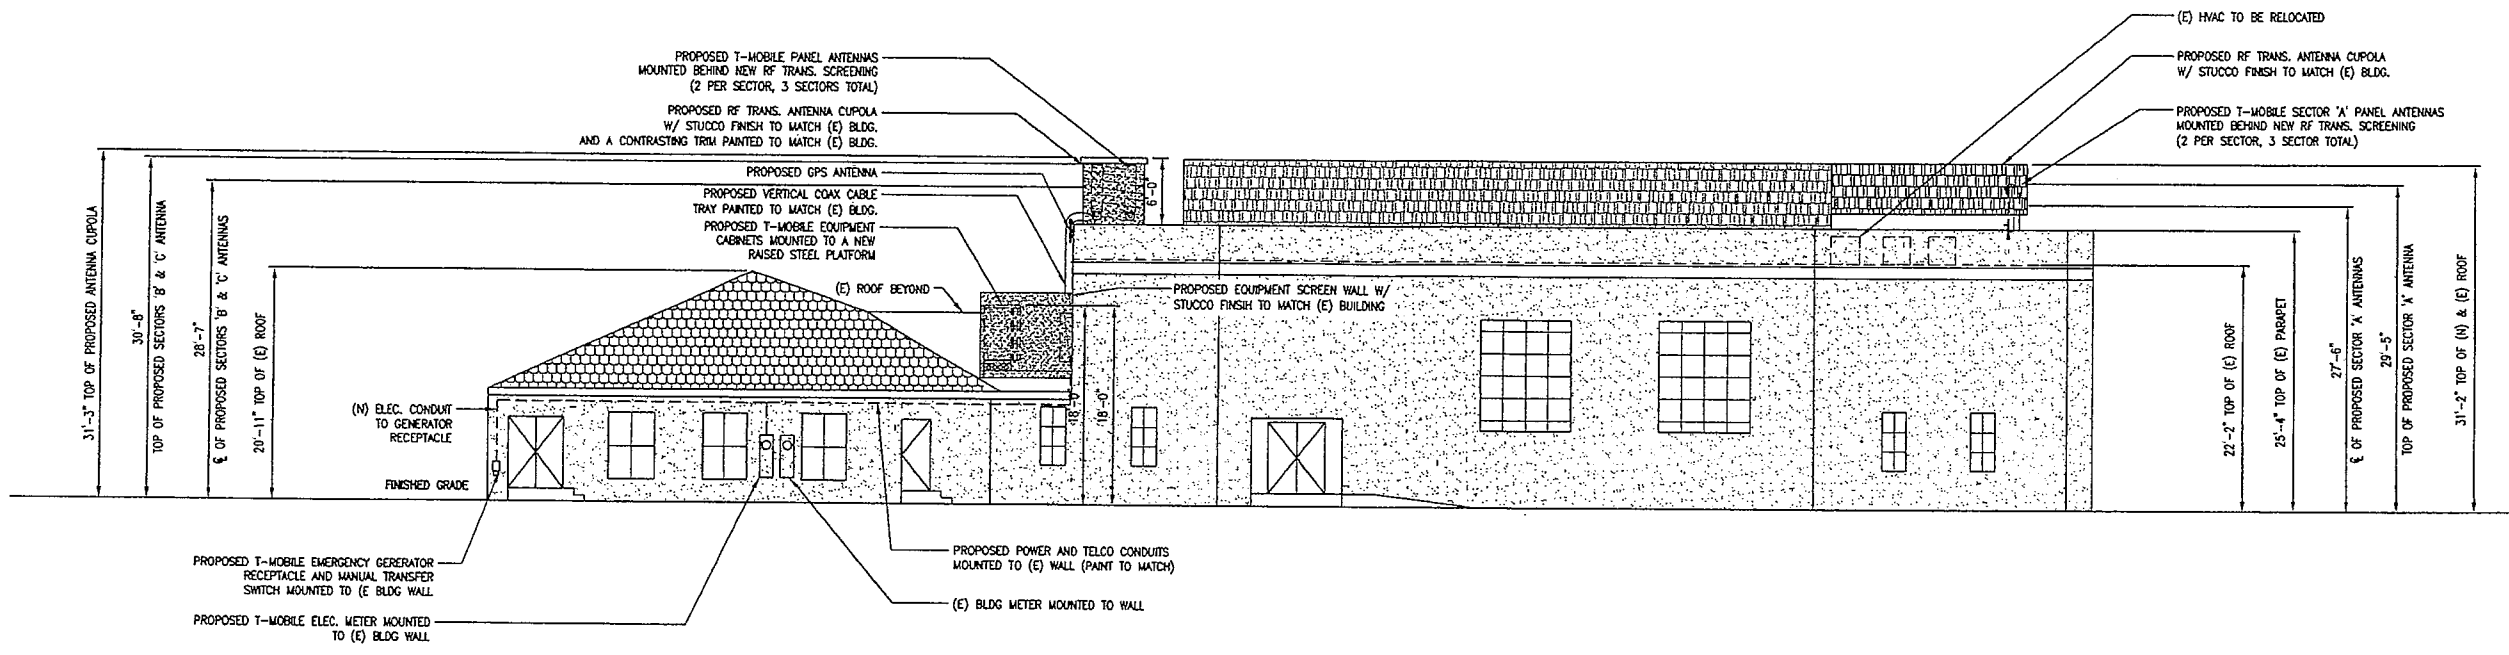 (E) HVAC TO BE RELOCATED
PROPOSED T-MOBILE PANEL ANTENNAS
MOUNTED BEHIND NEW RF TRANS. SCREENING
(2 PER SECTOR, 3 SECTORS TOTAL)
PROPOSED RF TRANS. ANTENNA CUPOLA
W/ STUCCO FINISH TO MATCH (E) BLDG.
AND A CONTRASTING TRIM PAINTED TO MATCH (E) BLDG.
PROPOSED GPS ANTENNA
PROPOSED VERTICAL COAX CABLE
TRAY PAINTED TO MATCH (E) BLDG.
PROPOSED T-MOBILE EQUIPMENT
CABINETS MOUNTED TO A NEW
RAISED STEEL PLATFORM
(E) ROOF BEYOND
PROPOSED RF TRANS. ANTENNA CUPOLA
W/ STUCCO FINISH TO MATCH (E) BLDG.
PROPOSED T-MOBILE SECTOR 'A' PANEL ANTENNAS
MOUNTED BEHIND NEW RF TRANS. SCREENING
(2 PER SECTOR, 3 SECTOR TOTAL)
6'-0"
PROPOSED EQUIPMENT SCREEN WALL W/
STUCCO FINSIH TO MATCH (E) BUILDING
31'-3" TOP OF PROPOSED ANTENNA CUPOLA
30'-8"
TOP OF PROPOSED SECTORS 'B' & 'C' ANTENNA
28'-7"
℄ OF PROPOSED SECTORS 'B' & 'C' ANTENNAS
20'-11" TOP OF (E) ROOF
(N) ELEC. CONDUIT
TO GENERATOR
RECEPTACLE
FINISHED GRADE
18'-0"
18'-0"
22'-2" TOP OF (E) ROOF
25'-4" TOP OF (E) PARAPET
27'-6"
℄ OF PROPOSED SECTOR 'A' ANTENNAS
29'-5"
TOP OF PROPOSED SECTOR 'A' ANTENNA
31'-2" TOP OF (N) & (E) ROOF
PROPOSED T-MOBILE EMERGENCY GERERATOR
RECEPTACLE AND MANUAL TRANSFER
SWITCH MOUNTED TO (E BLDG WALL
PROPOSED T-MOBILE ELEC. METER MOUNTED
TO (E) BLDG WALL
PROPOSED POWER AND TELCO CONDUITS
MOUNTED TO (E) WALL (PAINT TO MATCH)
(E) BLDG METER MOUNTED TO WALL